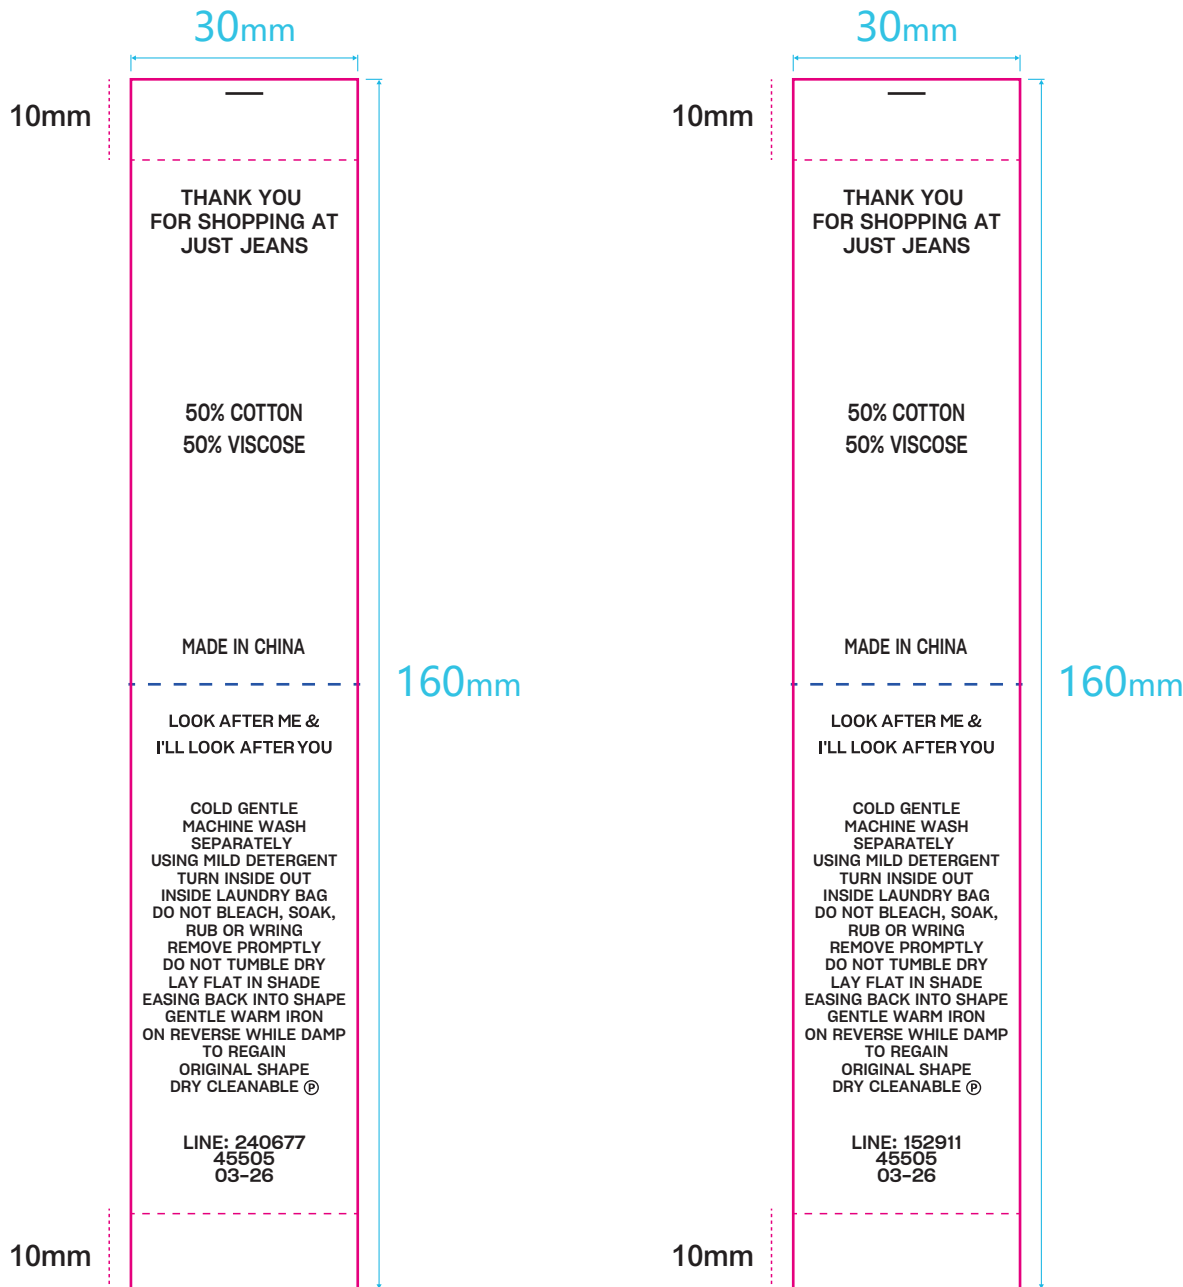 30mm
10mm
THANK YOU
FOR SHOPPING AT
JUST JEANS
50% COTTON
50% VISCOSE
MADE IN CHINA
160mm
LOOK AFTER ME &
I'LL LOOK AFTER YOU
COLD GENTLE
MACHINE WASH
SEPARATELY
USING MILD DETERGENT
TURN INSIDE OUT
INSIDE LAUNDRY BAG
DO NOT BLEACH, SOAK,
RUB OR WRING
REMOVE PROMPTLY
DO NOT TUMBLE DRY
LAY FLAT IN SHADE
EASING BACK INTO SHAPE
GENTLE WARM IRON
ON REVERSE WHILE DAMP
TO REGAIN
ORIGINAL SHAPE
DRY CLEANABLE Ⓟ
LINE: 240677
45505
03-26
10mm
30mm
10mm
THANK YOU
FOR SHOPPING AT
JUST JEANS
50% COTTON
50% VISCOSE
MADE IN CHINA
160mm
LOOK AFTER ME &
I'LL LOOK AFTER YOU
COLD GENTLE
MACHINE WASH
SEPARATELY
USING MILD DETERGENT
TURN INSIDE OUT
INSIDE LAUNDRY BAG
DO NOT BLEACH, SOAK,
RUB OR WRING
REMOVE PROMPTLY
DO NOT TUMBLE DRY
LAY FLAT IN SHADE
EASING BACK INTO SHAPE
GENTLE WARM IRON
ON REVERSE WHILE DAMP
TO REGAIN
ORIGINAL SHAPE
DRY CLEANABLE Ⓟ
LINE: 152911
45505
03-26
10mm